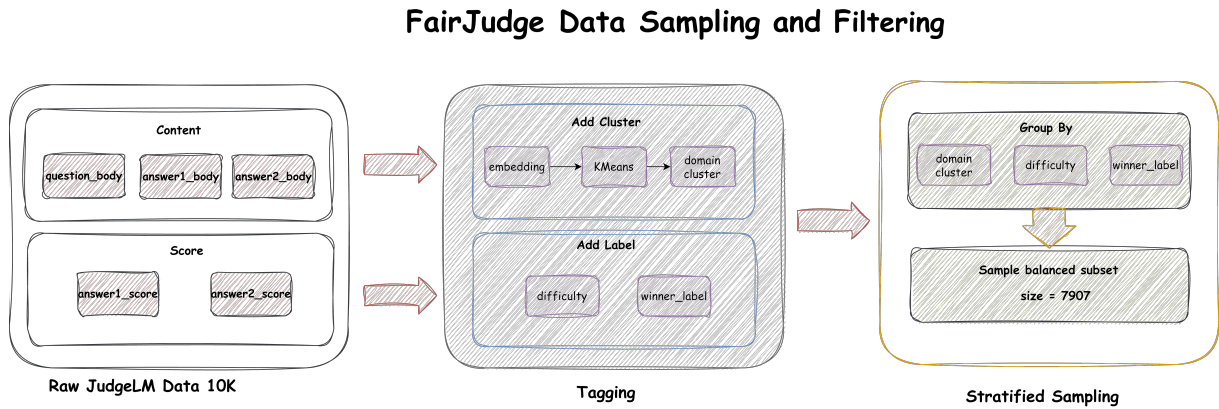 FairJudge Data Sampling and Filtering
Content
question_body
answer1_body
answer2_body
Score
answer1_score
answer2_score
Raw JudgeLM Data 10K
Add Cluster
embedding
KMeans
domain
cluster
Add Label
difficulty
winner_label
Tagging
Group By
domain
cluster
difficulty
winner_label
Sample balanced subset
size = 7907
Stratified Sampling